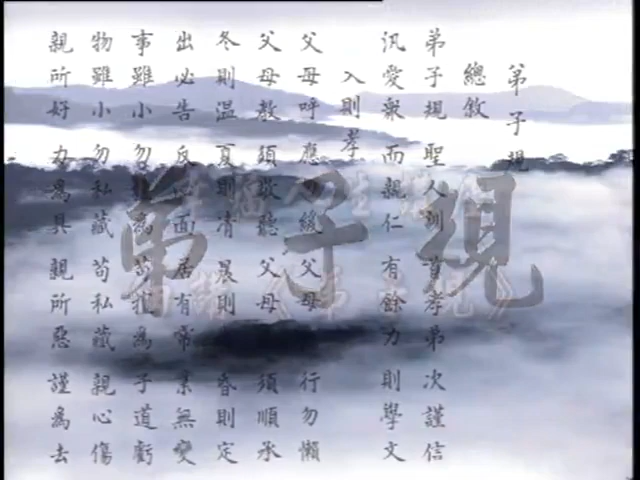 弟子規
總敘
弟子規 聖人訓 首孝弟 次謹信
汎愛眾 而親仁 有餘力 則學文
入則孝
父母呼 應勿緩 父母 行勿懶
父母教 須敬聽 父母 須順承
冬則温 夏則凊 晨則 昏則定
出必告 反必面 居有常 業無變
事雖小 勿擅為 苟擅為 子道虧
物雖小 勿私藏 苟私藏 親心傷
親所好 力為具 親所惡 謹為去
弟子規